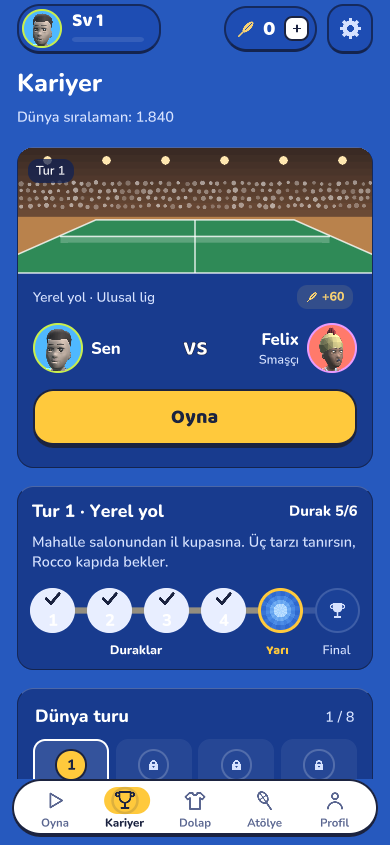 Sv 1
0
+
Kariyer
Dünya sıralaman: 1.840
Tur 1
Yerel yol · Ulusal lig
+60
Sen
VS
Felix
Smaşçı
Oyna
Tur 1 · Yerel yol
Durak 5/6
Mahalle salonundan il kupasına. Üç tarzı tanırsın,
Rocco kapıda bekler.
1 2 3 4
Duraklar
Yarı
Final
Dünya turu
1 / 8
1
Oyna
Kariyer
Dolap
Atölye
Profil